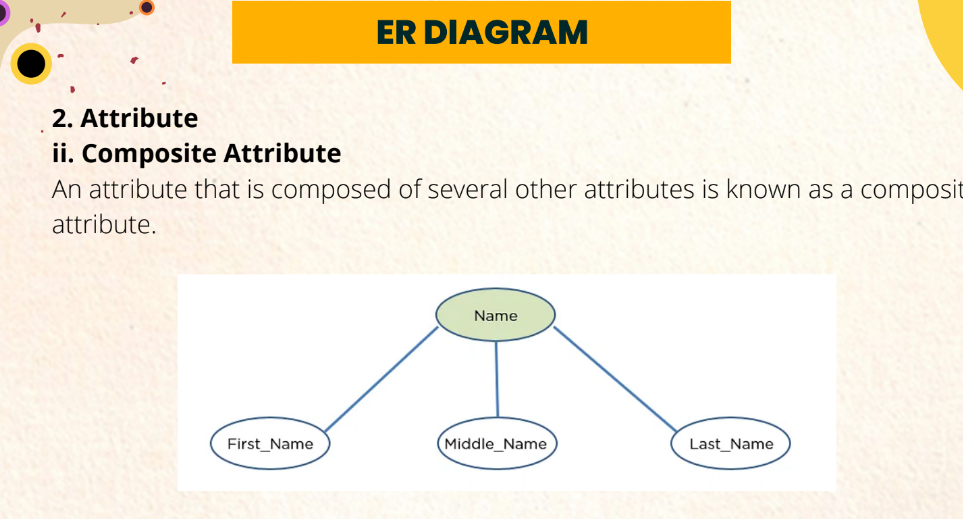 ER DIAGRAM
2. Attribute
ii. Composite Attribute
An attribute that is composed of several other attributes is known as a composit
attribute.
Name
First_Name
Middle_Name
Last_Name